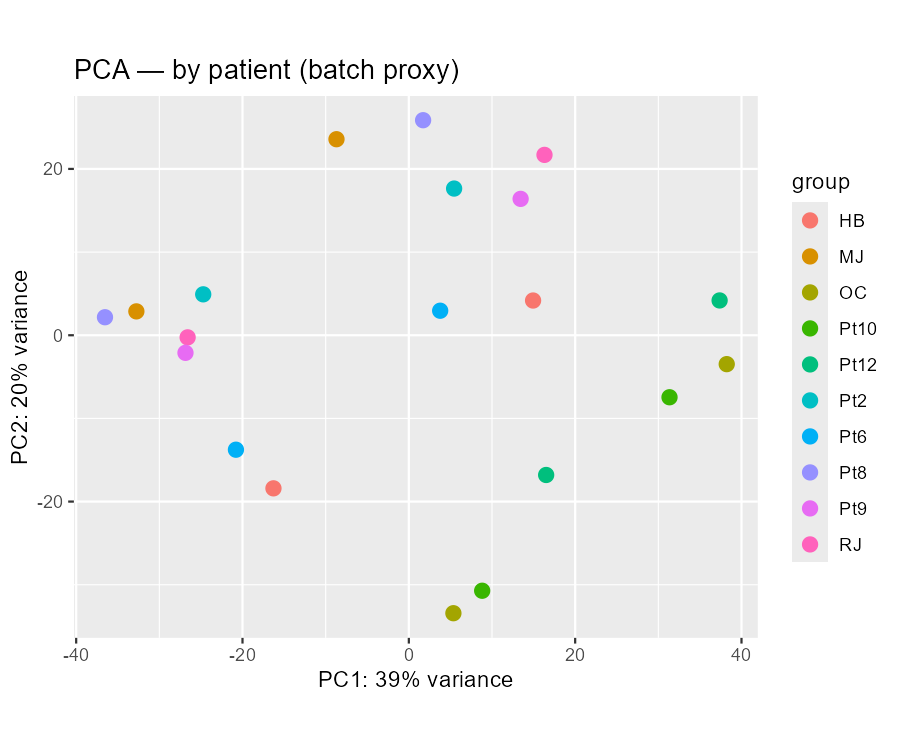 PCA — by patient (batch proxy)
20
0
-20
PC2: 20% variance
-40
-20
0
20
40
PC1: 39% variance
group
HB
MJ
OC
Pt10
Pt12
Pt2
Pt6
Pt8
Pt9
RJ